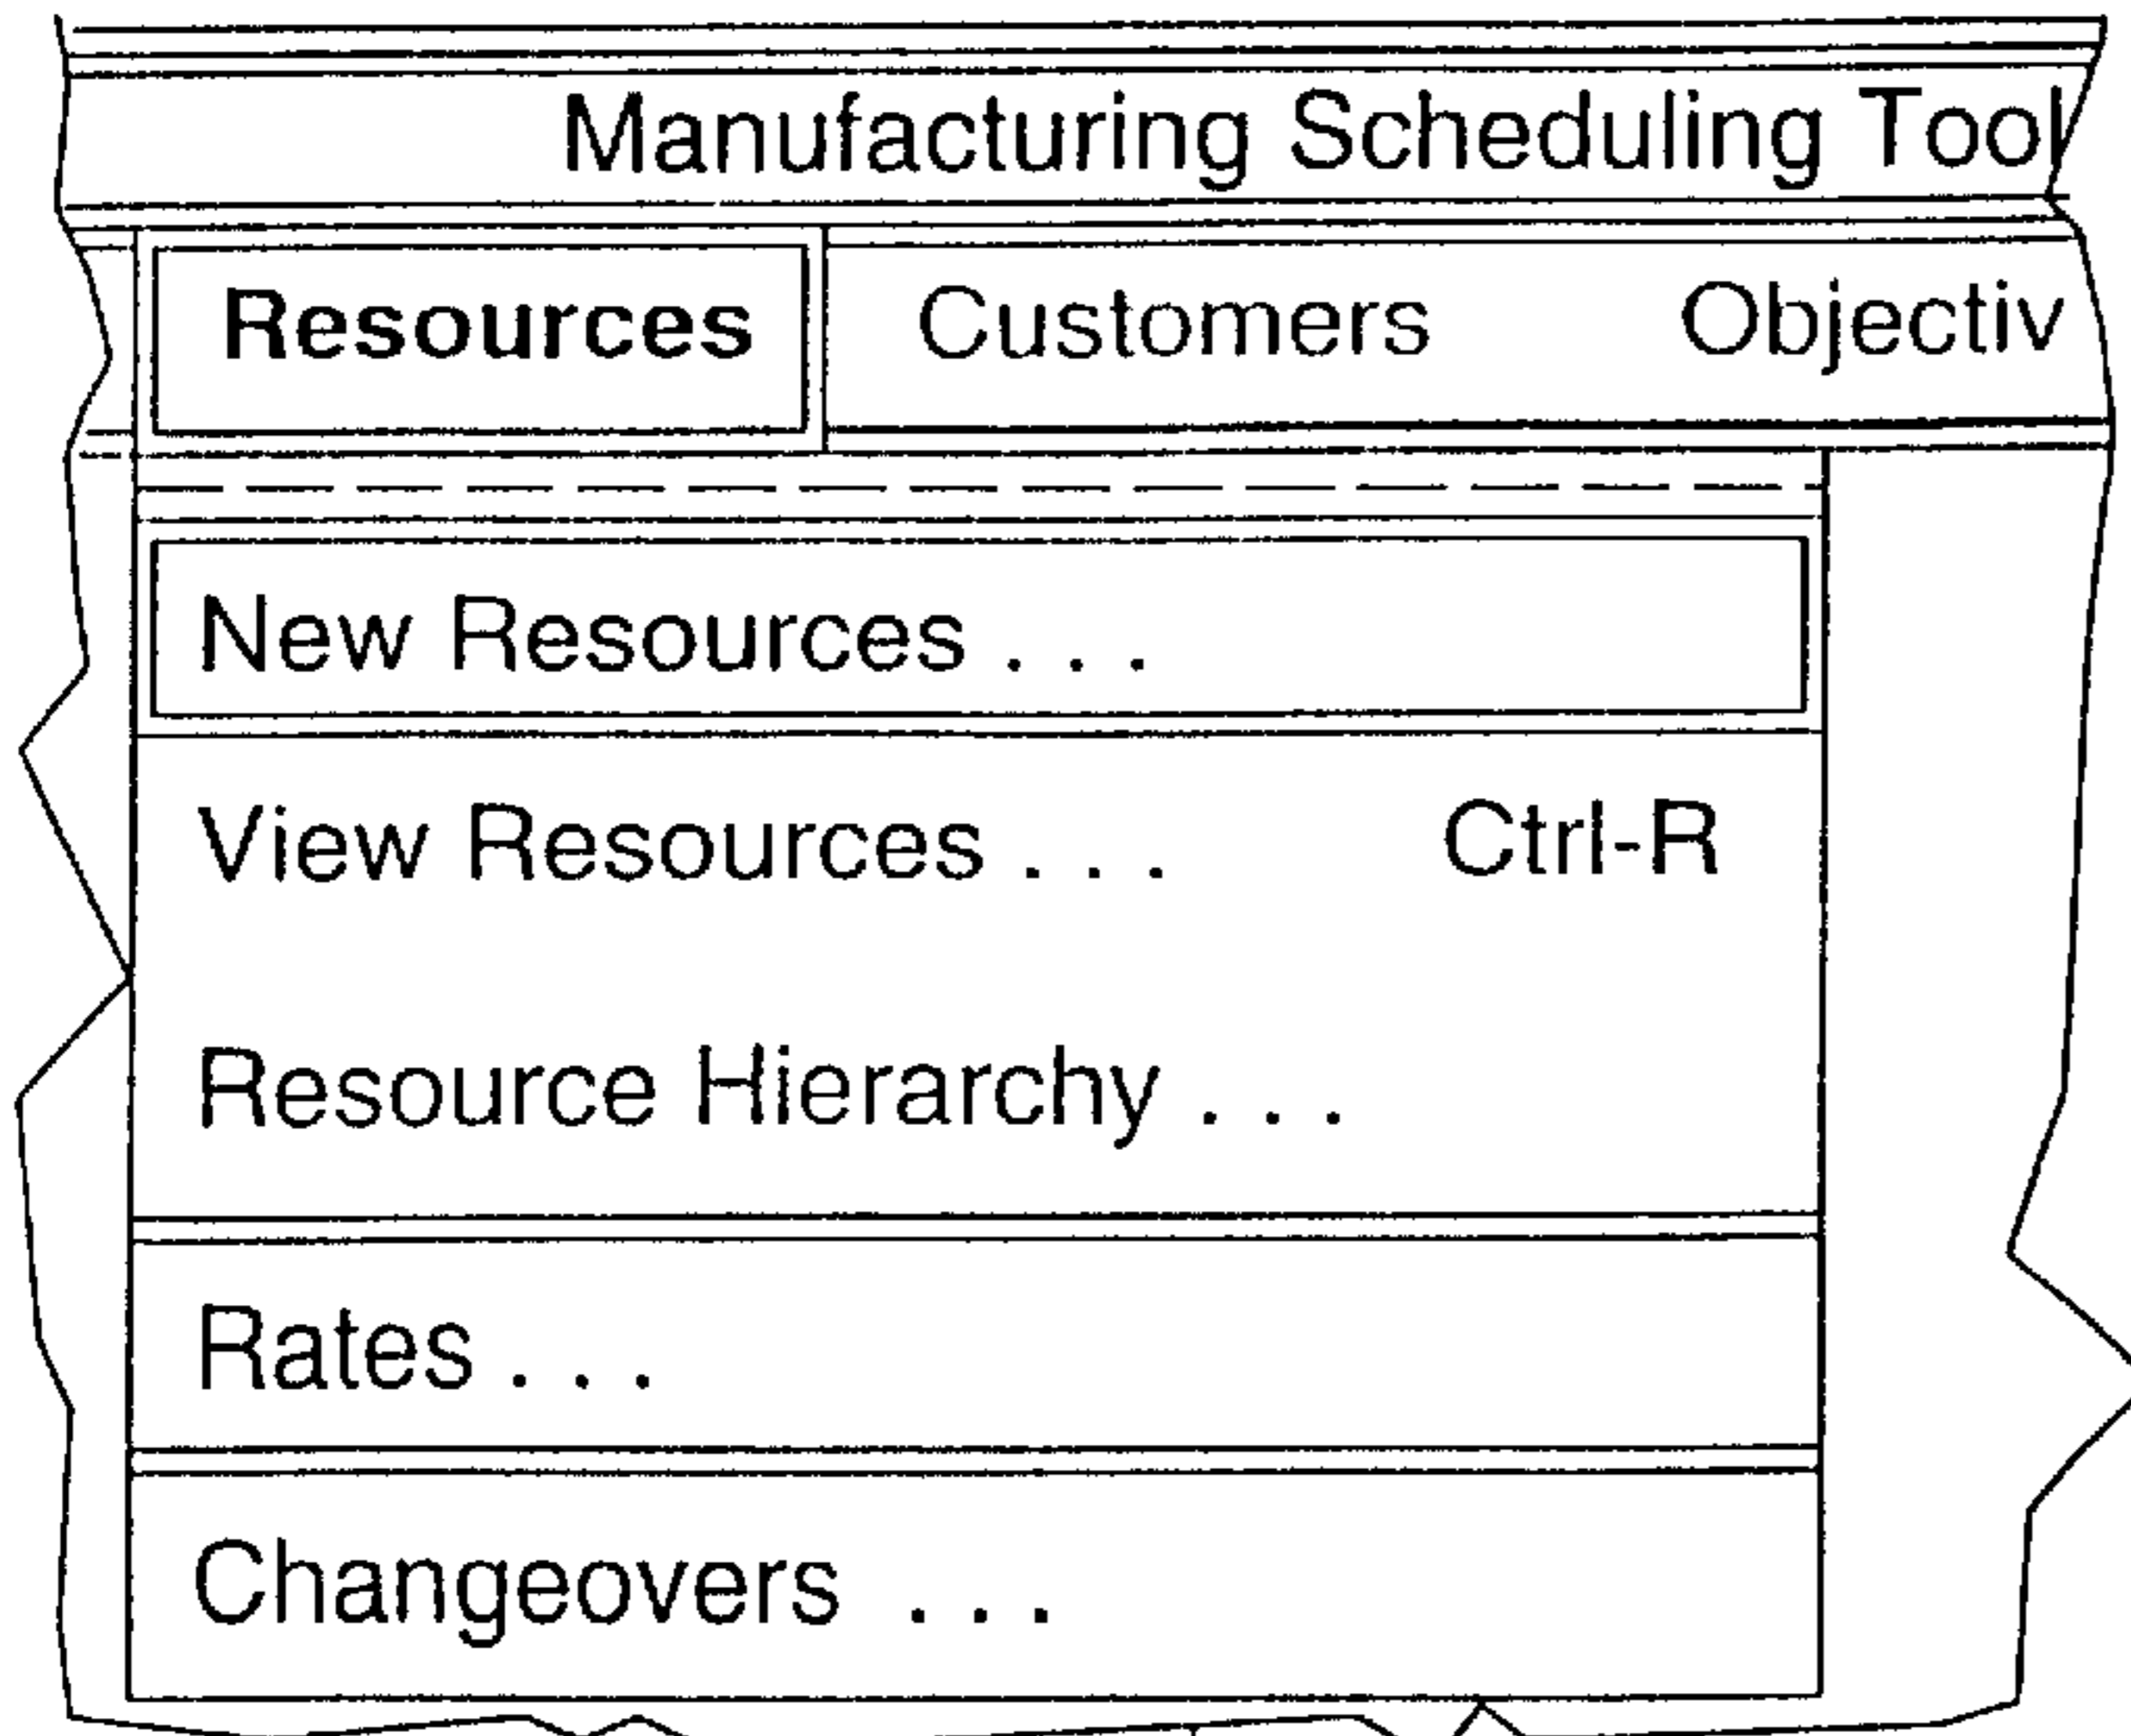 Manufacturing Scheduling Tool
Resources Customers Objectiv
New Resources . . .
View Resources . . . Ctrl-R
Resource Hierarchy . . .
Rates . . .
Changeovers . . .